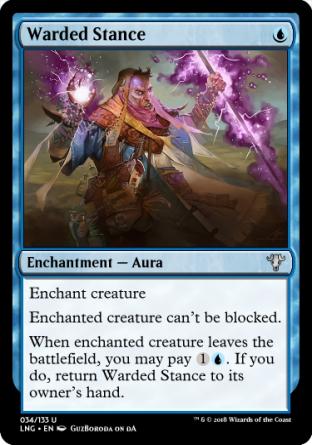 Warded Stance
Enchantment — Aura
Enchant creature
Enchanted creature can't be blocked.
When enchanted creature leaves the
battlefield, you may pay 1. If you
do, return Warded Stance to its
owner's hand.
034/133 U
LNG • EN GuzBoroda on dA
™ & © 2018 Wizards of the Coast